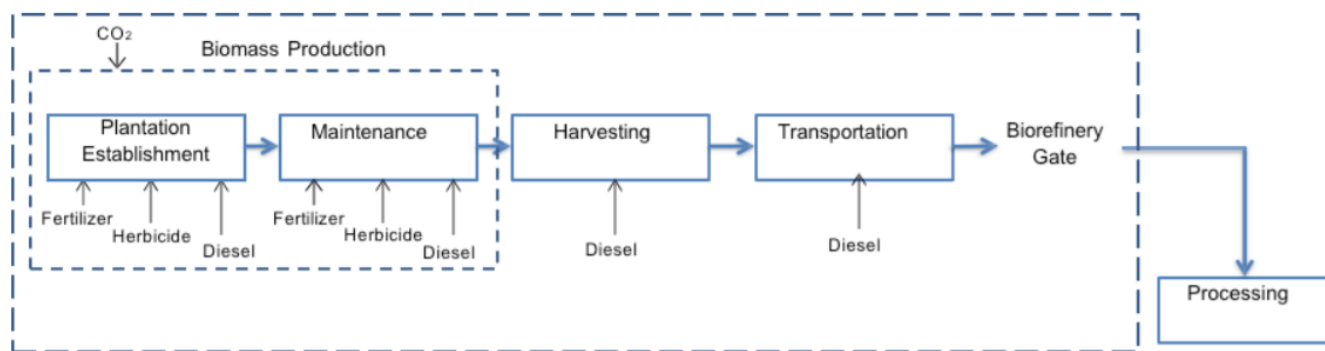 CO₂
Biomass Production
Plantation
Establishment
Maintenance
Harvesting
Transportation
Biorefinery
Gate
Fertilizer
Herbicide
Diesel
Fertilizer
Herbicide
Diesel
Diesel
Diesel
Processing